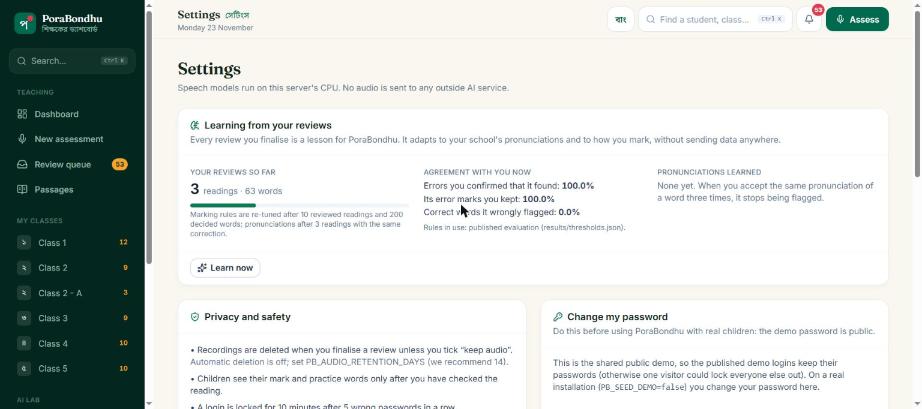 প PoraBondhu
শিক্ষকের ড্যাশবোর্ড
Search... Ctrl K
TEACHING
Dashboard
New assessment
Review queue 53
Passages
MY CLASSES
Class 1 12
Class 2 9
Class 2 - A 3
Class 3 9
Class 4 10
Class 5 10
AI LAB
Settings সেটিংস
Monday 23 November
বাং
Find a student, class... Ctrl K
53
Assess
Settings
Speech models run on this server's CPU. No audio is sent to any outside AI service.
Learning from your reviews
Every review you finalise is a lesson for PoraBondhu. It adapts to your school's pronunciations and to how you mark, without sending data anywhere.
YOUR REVIEWS SO FAR
3 readings · 63 words
Marking rules are re-tuned after 10 reviewed readings and 200
decided words; pronunciations after 3 readings with the same
correction.
AGREEMENT WITH YOU NOW
Errors you confirmed that it found: 100.0%
Its error marks you kept: 100.0%
Correct words it wrongly flagged: 0.0%
Rules in use: published evaluation (results/thresholds.json).
PRONUNCIATIONS LEARNED
None yet. When you accept the same pronunciation of
a word three times, it stops being flagged.
Learn now
Privacy and safety
• Recordings are deleted when you finalise a review unless you tick “keep audio”.
Automatic deletion is off; set PB_AUDIO_RETENTION_DAYS (we recommend 14).
• Children see their mark and practice words only after you have checked the
reading.
• A login is locked for 10 minutes after 5 wrong passwords in a row.
Change my password
Do this before using PoraBondhu with real children: the demo password is public.
This is the shared public demo, so the published demo logins keep their
passwords (otherwise one visitor could lock everyone else out). On a real
installation (PB_SEED_DEMO=false) you change your password here.